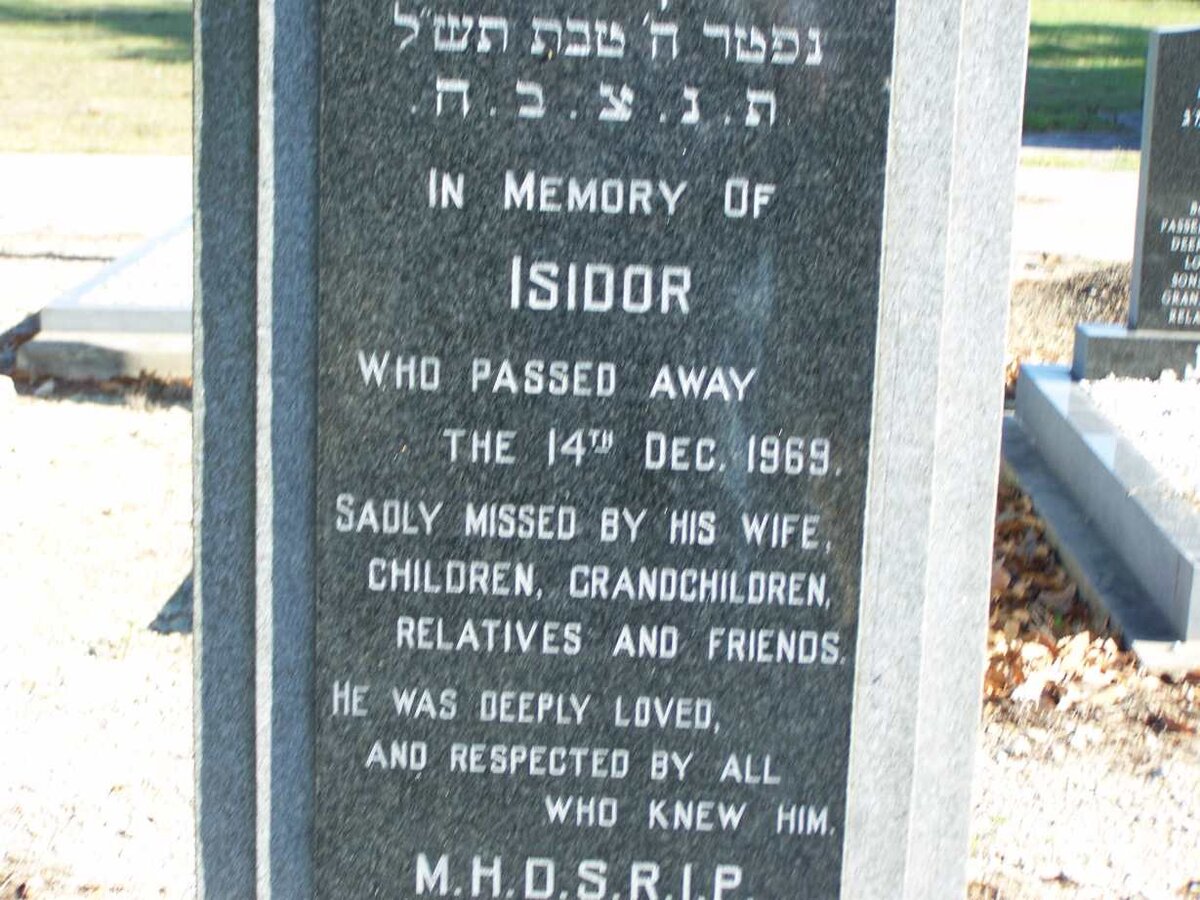 נפטר ה' טבת תש"ל
ת. נ. צ. ב. ה.
IN MEMORY OF
ISIDOR
WHO PASSED AWAY
THE 14TH DEC. 1969.
SADLY MISSED BY HIS WIFE,
CHILDREN, GRANDCHILDREN,
RELATIVES AND FRIENDS.
HE WAS DEEPLY LOVED,
AND RESPECTED BY ALL
WHO KNEW HIM.
M.H.D.S.R.I.P.